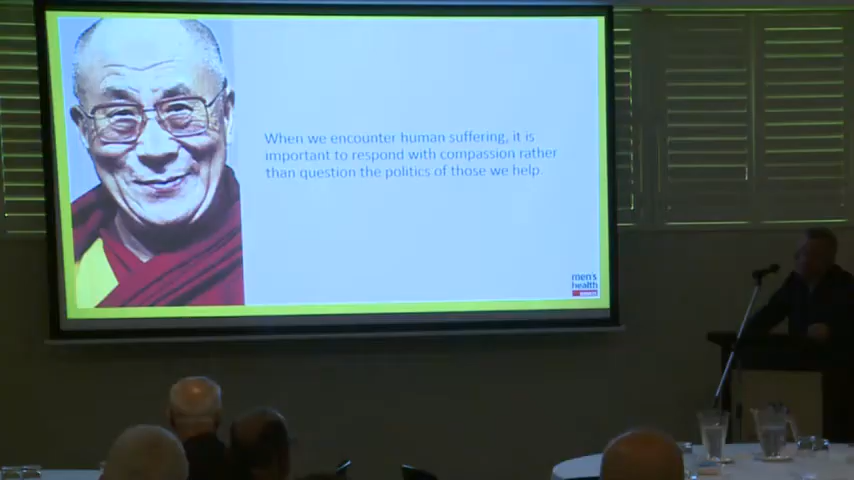 When we encounter human suffering, it is
important to respond with compassion rather
than question the politics of those we help.
men's
health